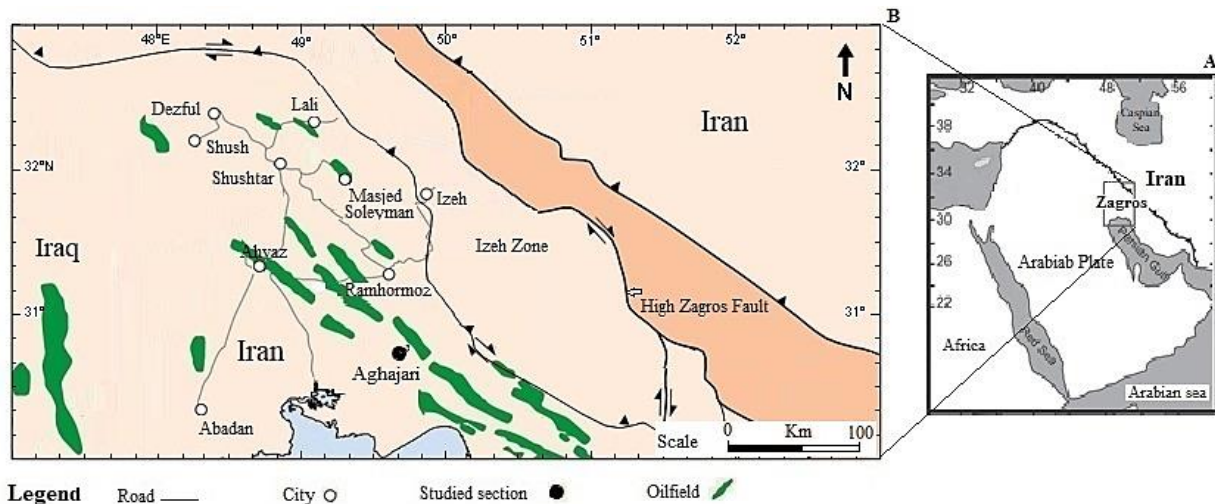 B
A
48°E 49° 50° 51° 52°
32 40 48 56
Caspian
Sea
N
Dezful
Lali
Iran
Shush
38
32°N
Shushtar
Masjed
Soleyman
Izeh
34
Iran
Zagros
30
Iraq
Izeh Zone
Ahvaz
Persian Gulf
Ramhormoz
Arabiab Plate
26
31° 31°
High Zagros Fault
22
Iran
Aghajari
Africa
Red Sea
Abadan
Scale
0 Km 100
Arabian sea
Legend Road City Studied section Oilfield